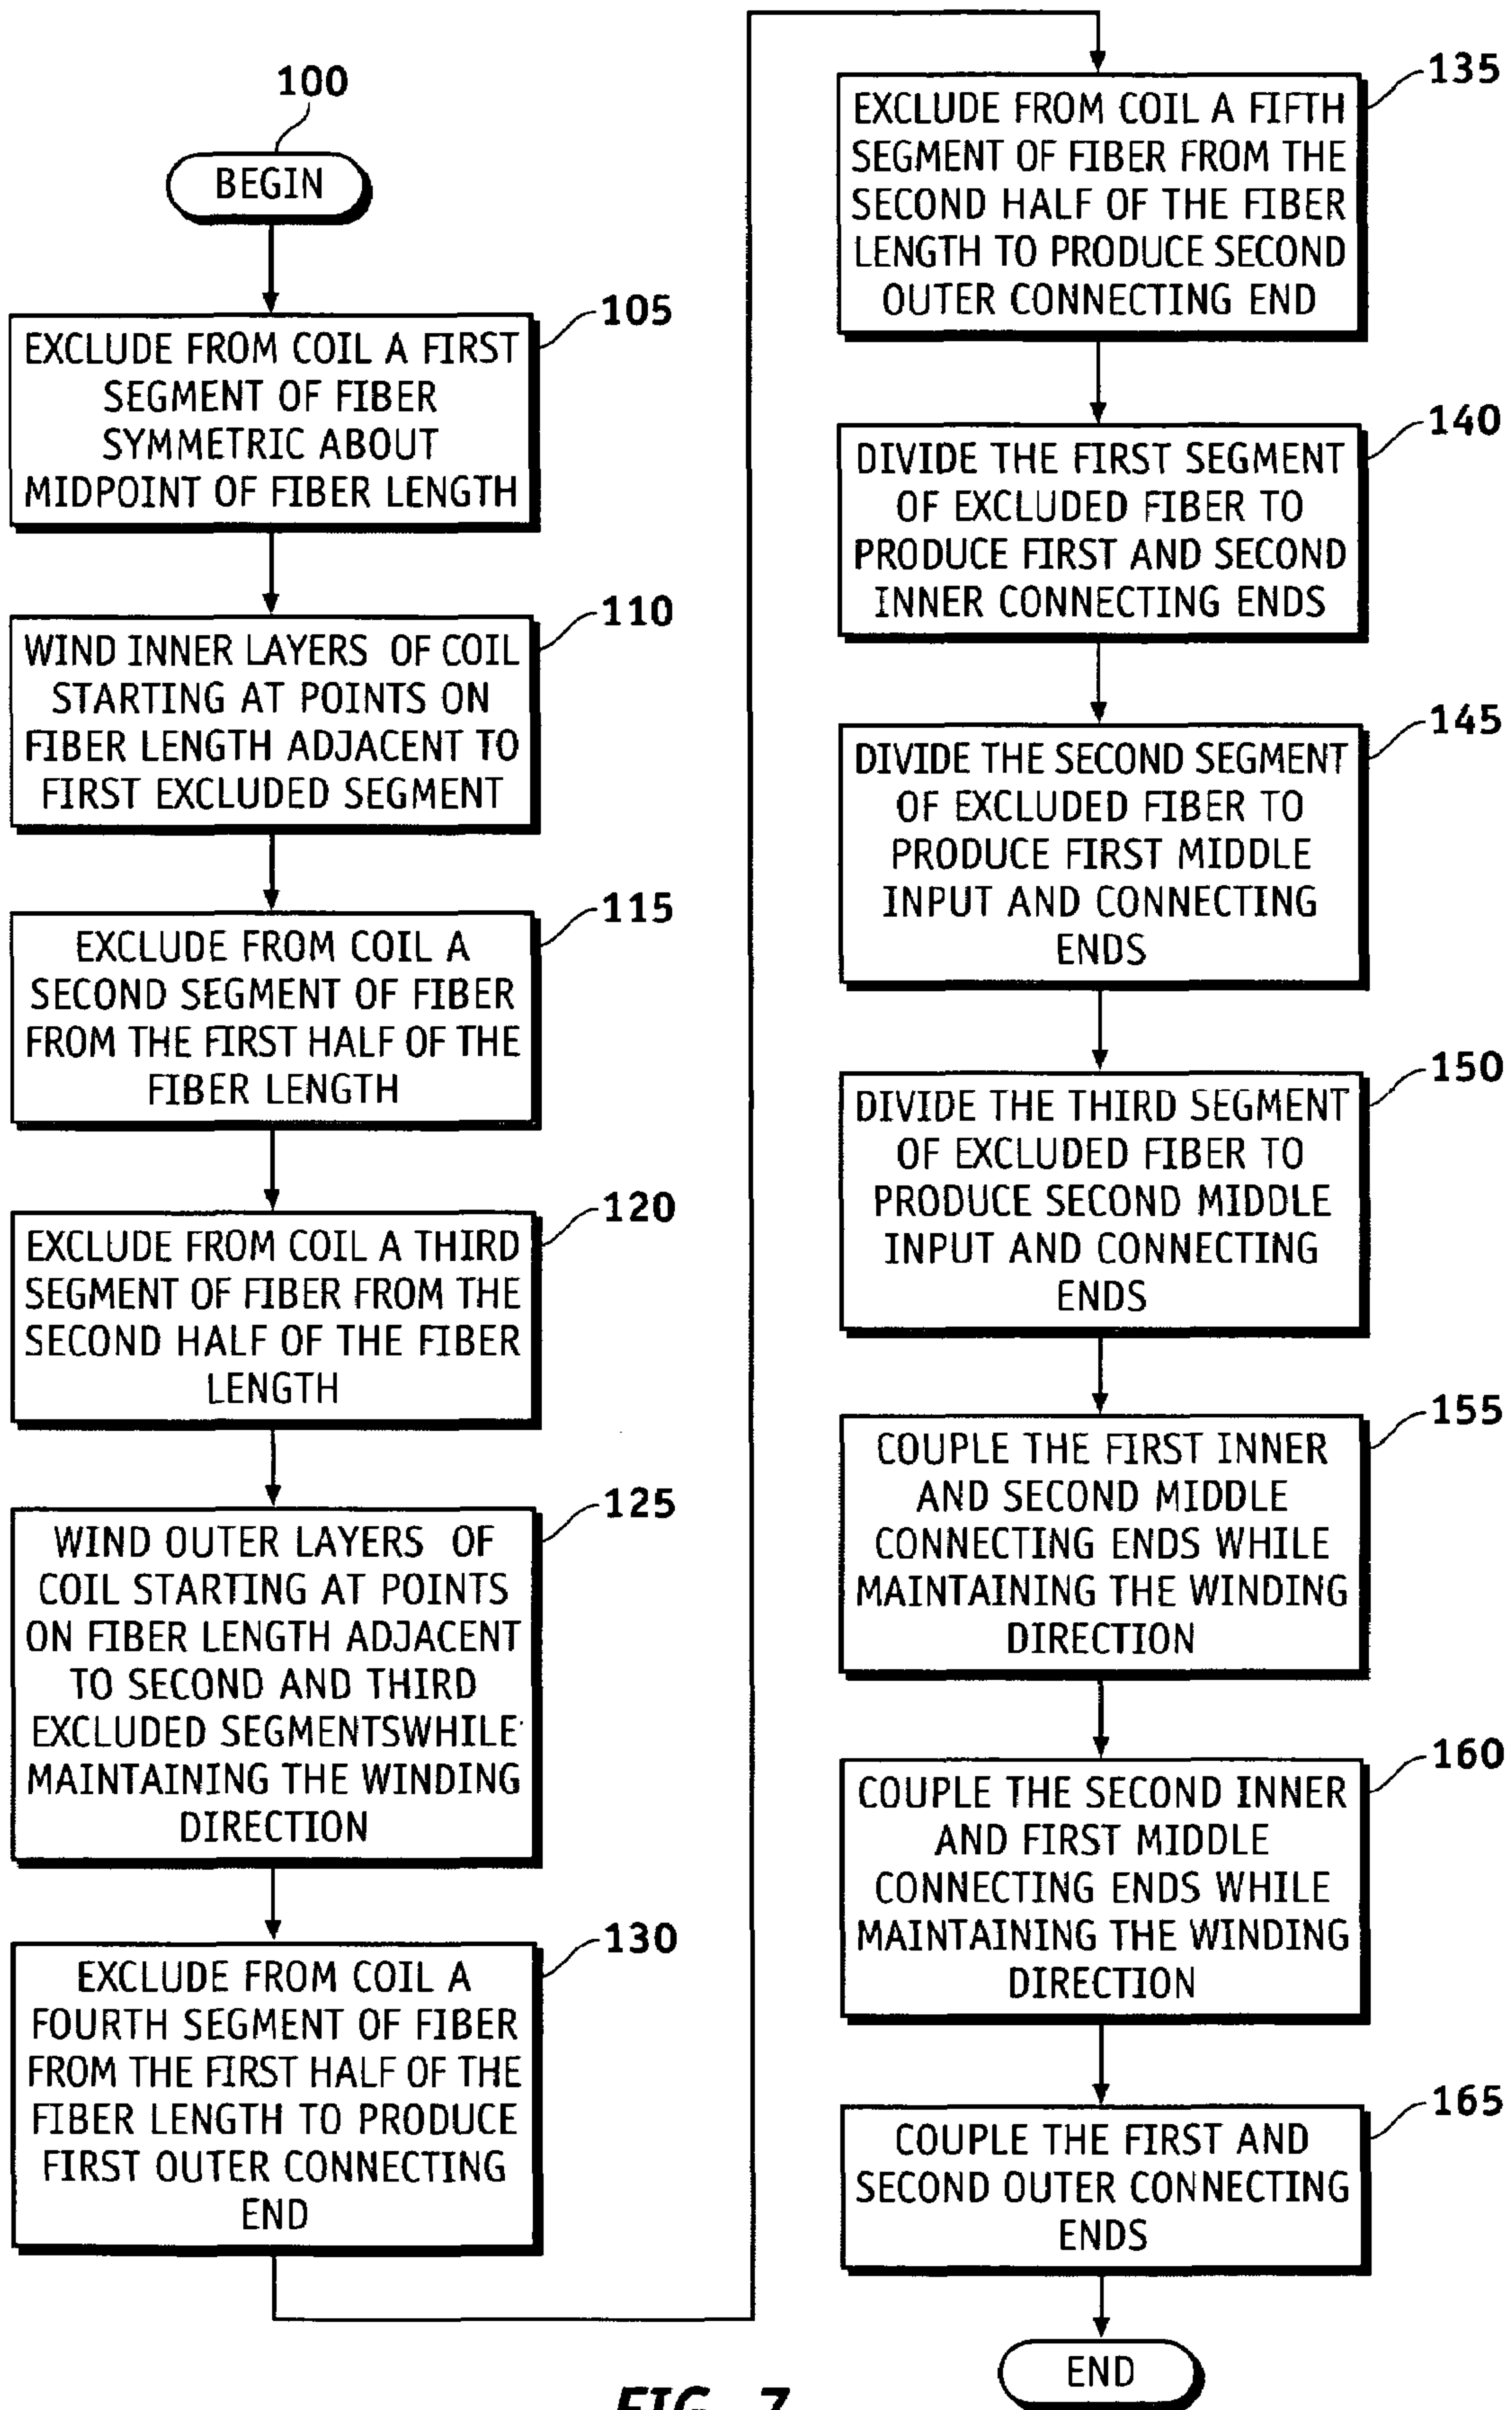 100
BEGIN
105
EXCLUDE FROM COIL A FIRST
SEGMENT OF FIBER
SYMMETRIC ABOUT
MIDPOINT OF FIBER LENGTH
110
WIND INNER LAYERS OF COIL
STARTING AT POINTS ON
FIBER LENGTH ADJACENT TO
FIRST EXCLUDED SEGMENT
115
EXCLUDE FROM COIL A
SECOND SEGMENT OF FIBER
FROM THE FIRST HALF OF THE
FIBER LENGTH
120
EXCLUDE FROM COIL A THIRD
SEGMENT OF FIBER FROM THE
SECOND HALF OF THE FIBER
LENGTH
125
WIND OUTER LAYERS OF
COIL STARTING AT POINTS
ON FIBER LENGTH ADJACENT
TO SECOND AND THIRD
EXCLUDED SEGMENTSWHILE
MAINTAINING THE WINDING
DIRECTION
130
EXCLUDE FROM COIL A
FOURTH SEGMENT OF FIBER
FROM THE FIRST HALF OF THE
FIBER LENGTH TO PRODUCE
FIRST OUTER CONNECTING
END
135
EXCLUDE FROM COIL A FIFTH
SEGMENT OF FIBER FROM THE
SECOND HALF OF THE FIBER
LENGTH TO PRODUCE SECOND
OUTER CONNECTING END
140
DIVIDE THE FIRST SEGMENT
OF EXCLUDED FIBER TO
PRODUCE FIRST AND SECOND
INNER CONNECTING ENDS
145
DIVIDE THE SECOND SEGMENT
OF EXCLUDED FIBER TO
PRODUCE FIRST MIDDLE
INPUT AND CONNECTING
ENDS
150
DIVIDE THE THIRD SEGMENT
OF EXCLUDED FIBER TO
PRODUCE SECOND MIDDLE
INPUT AND CONNECTING
ENDS
155
COUPLE THE FIRST INNER
AND SECOND MIDDLE
CONNECTING ENDS WHILE
MAINTAINING THE WINDING
DIRECTION
160
COUPLE THE SECOND INNER
AND FIRST MIDDLE
CONNECTING ENDS WHILE
MAINTAINING THE WINDING
DIRECTION
165
COUPLE THE FIRST AND
SECOND OUTER CONNECTING
ENDS
END
FIG. 7